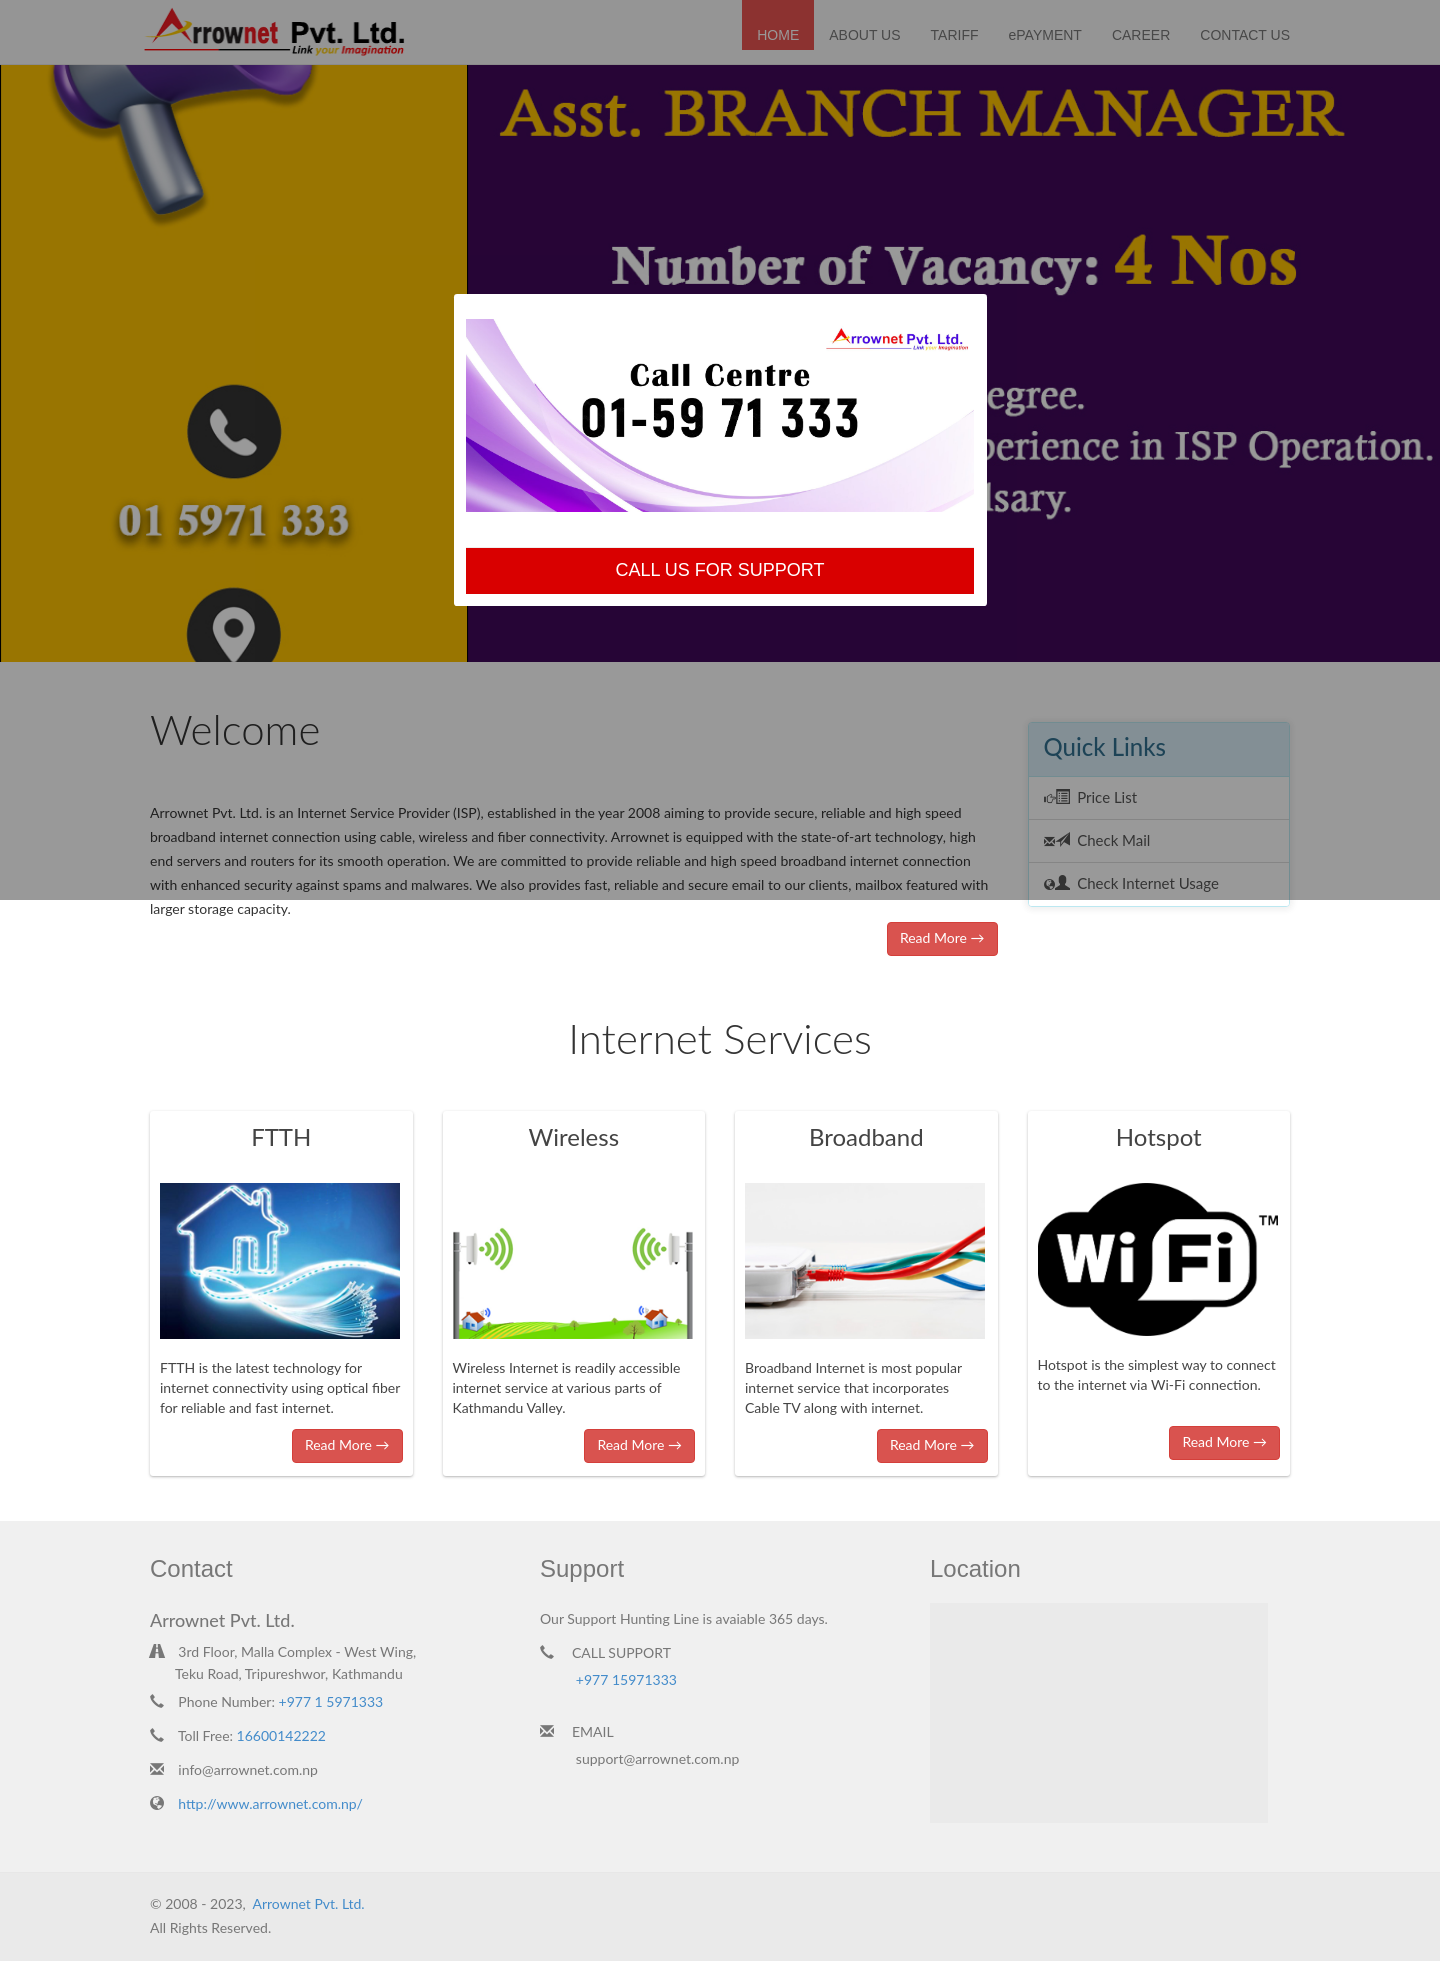 Arrownet Pvt. Ltd.
Link your Imagination
HOME
ABOUT US
TARIFF
ePAYMENT
CAREER
CONTACT US
Asst. BRANCH MANAGER
Number of Vacancy: 4 Nos
egree.
perience in ISP Operation.
lsary.
01 5971 333
Arrownet Pvt. Ltd.
Link your Imagination
Call Centre
01-59 71 333
CALL US FOR SUPPORT
Welcome
Arrownet Pvt. Ltd. is an Internet Service Provider (ISP), established in the year 2008 aiming to provide secure, reliable and high speed
broadband internet connection using cable, wireless and fiber connectivity. Arrownet is equipped with the state-of-art technology, high
end servers and routers for its smooth operation. We are committed to provide reliable and high speed broadband internet connection
with enhanced security against spams and malwares. We also provides fast, reliable and secure email to our clients, mailbox featured with
larger storage capacity.
Read More →
Quick Links
Price List
Check Mail
Check Internet Usage
Internet Services
FTTH
FTTH is the latest technology for
internet connectivity using optical fiber
for reliable and fast internet.
Read More →
Wireless
Wireless Internet is readily accessible
internet service at various parts of
Kathmandu Valley.
Read More →
Broadband
Broadband Internet is most popular
internet service that incorporates
Cable TV along with internet.
Read More →
Hotspot
Wi Fi TM
Hotspot is the simplest way to connect
to the internet via Wi-Fi connection.
Read More →
Contact
Arrownet Pvt. Ltd.
3rd Floor, Malla Complex - West Wing,
Teku Road, Tripureshwor, Kathmandu
Phone Number: +977 1 5971333
Toll Free: 16600142222
info@arrownet.com.np
http://www.arrownet.com.np/
Support
Our Support Hunting Line is avaiable 365 days.
CALL SUPPORT
+977 15971333
EMAIL
support@arrownet.com.np
Location
© 2008 - 2023, Arrownet Pvt. Ltd.
All Rights Reserved.